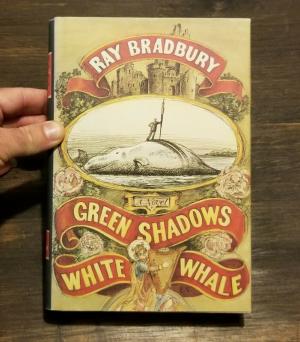 RAY BRADBURY
A Novel
GREEN SHADOWS
WHITE WHALE